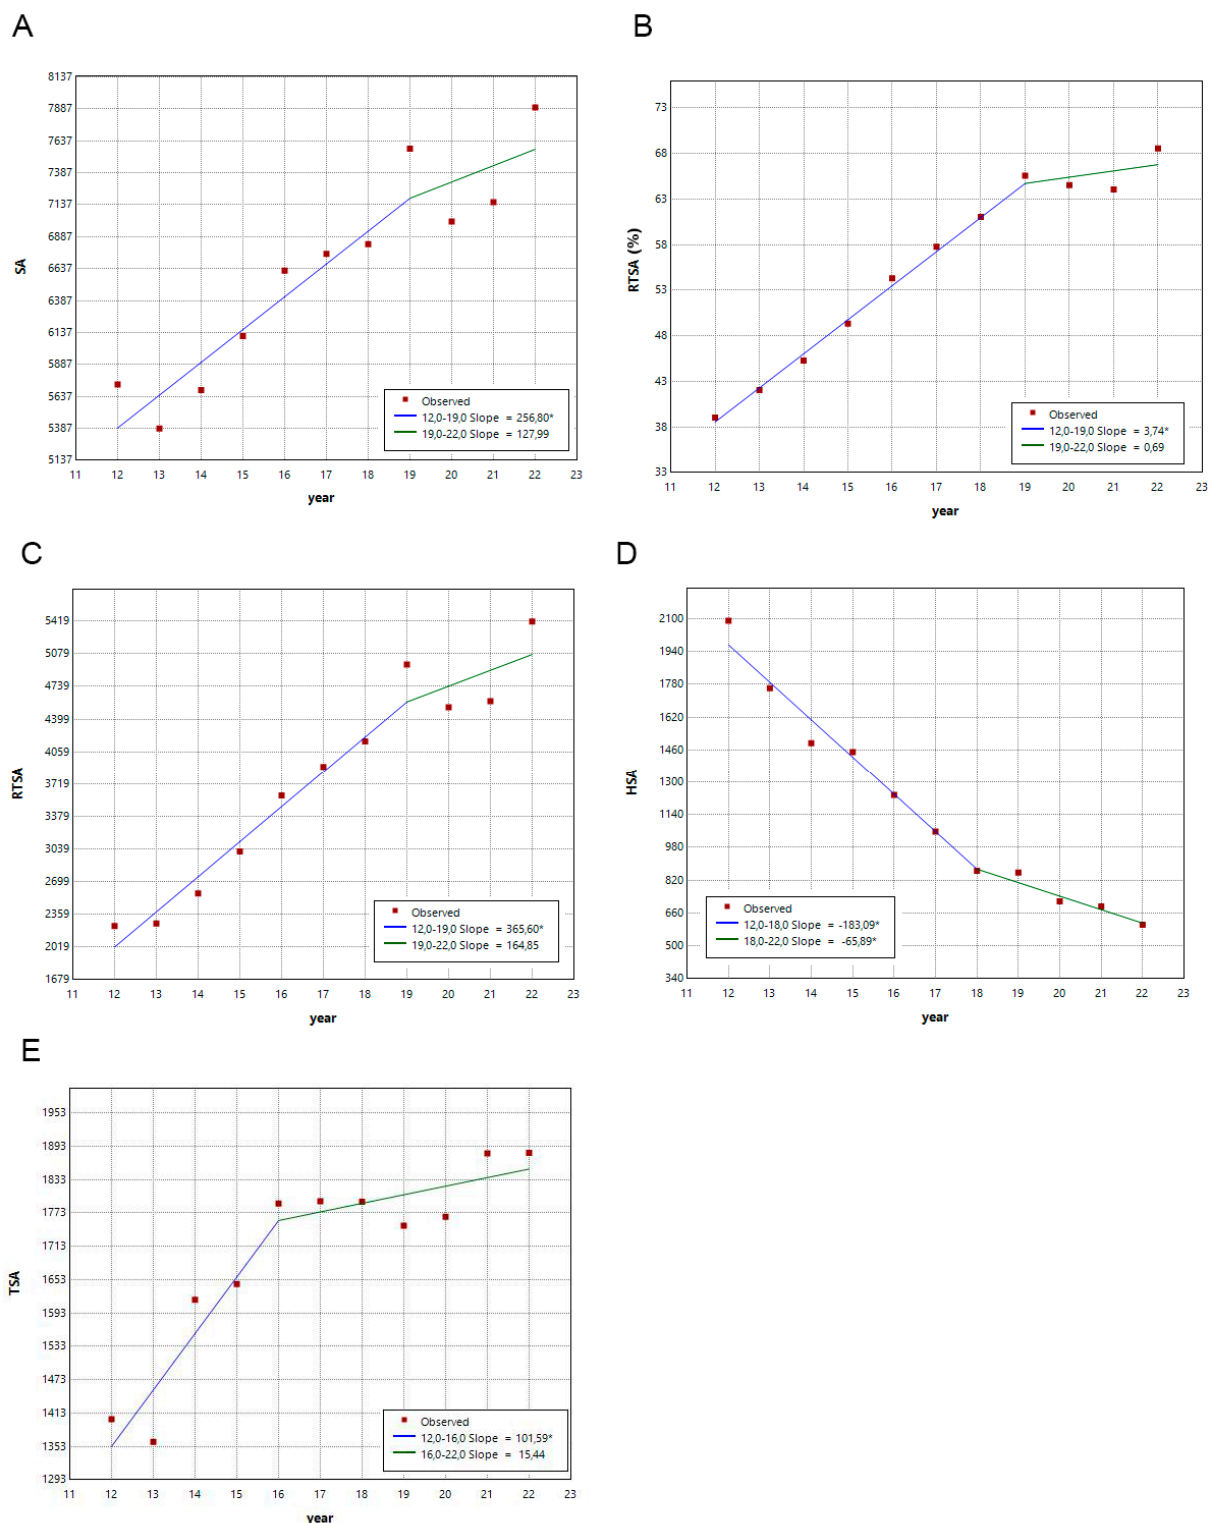 A
SA
8137
7887
7637
7387
7137
6887
6637
6387
6137
5887
5637
5387
5137
Observed
12,0-19,0 Slope = 256,80*
19,0-22,0 Slope = 127,99
11 12 13 14 15 16 17 18 19 20 21 22 23
year
B
RTSA (%)
73
68
63
58
53
48
43
38
33
Observed
12,0-19,0 Slope = 3,74*
19,0-22,0 Slope = 0,69
11 12 13 14 15 16 17 18 19 20 21 22 23
year
C
RTSA
5419
5079
4739
4399
4059
3719
3379
3039
2699
2359
2019
1679
Observed
12,0-19,0 Slope = 365,60*
19,0-22,0 Slope = 164,85
11 12 13 14 15 16 17 18 19 20 21 22 23
year
D
HSA
2100
1940
1780
1620
1460
1300
1140
980
820
660
500
340
Observed
12,0-18,0 Slope = -183,09*
18,0-22,0 Slope = -65,89*
11 12 13 14 15 16 17 18 19 20 21 22 23
year
E
TSA
1953
1893
1833
1773
1713
1653
1593
1533
1473
1413
1353
1293
Observed
12,0-16,0 Slope = 101,59*
16,0-22,0 Slope = 15,44
11 12 13 14 15 16 17 18 19 20 21 22 23
year